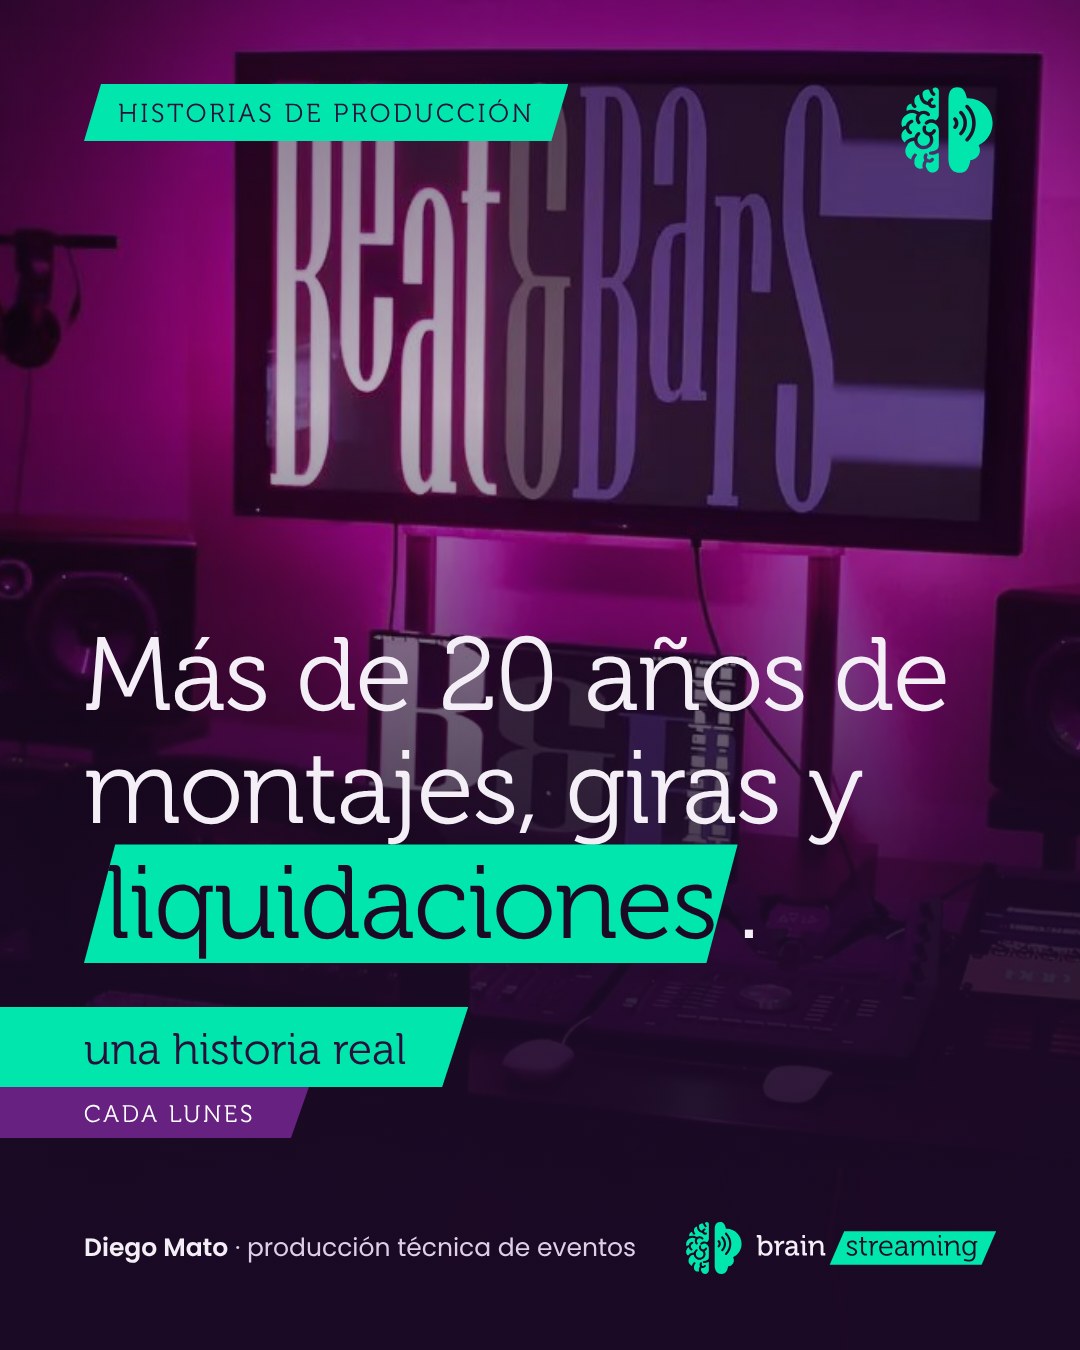 HISTORIAS DE PRODUCCIÓN
Beat&BarS
Más de 20 años de
montajes, giras y
liquidaciones .
una historia real
CADA LUNES
Diego Mato · producción técnica de eventos
brain streaming